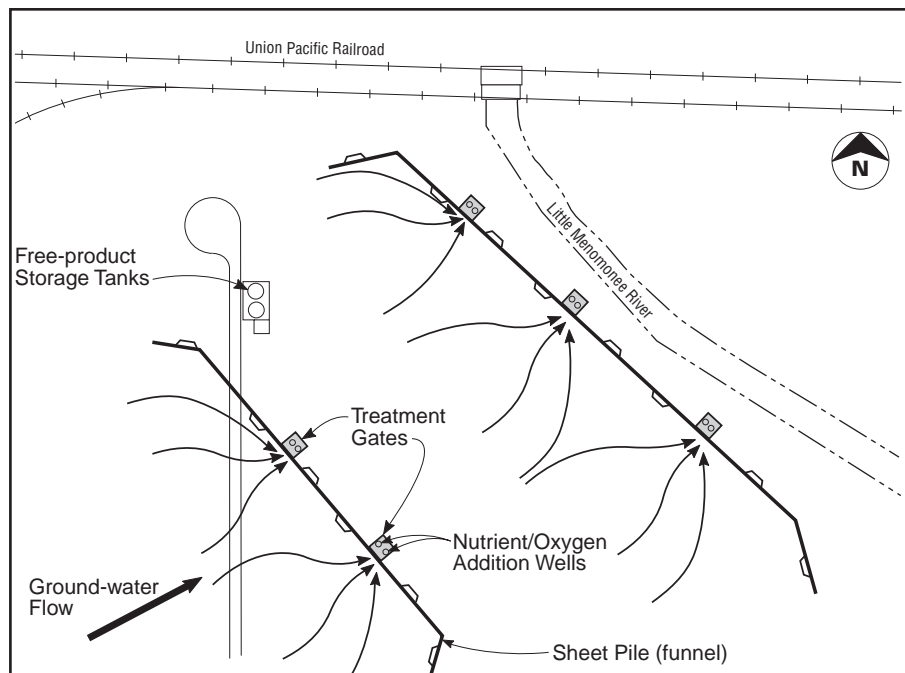 Union Pacific Railroad
N
Little Menomonee River
Free-product
Storage Tanks
Treatment
Gates
Nutrient/Oxygen
Addition Wells
Ground-water
Flow
Sheet Pile (funnel)